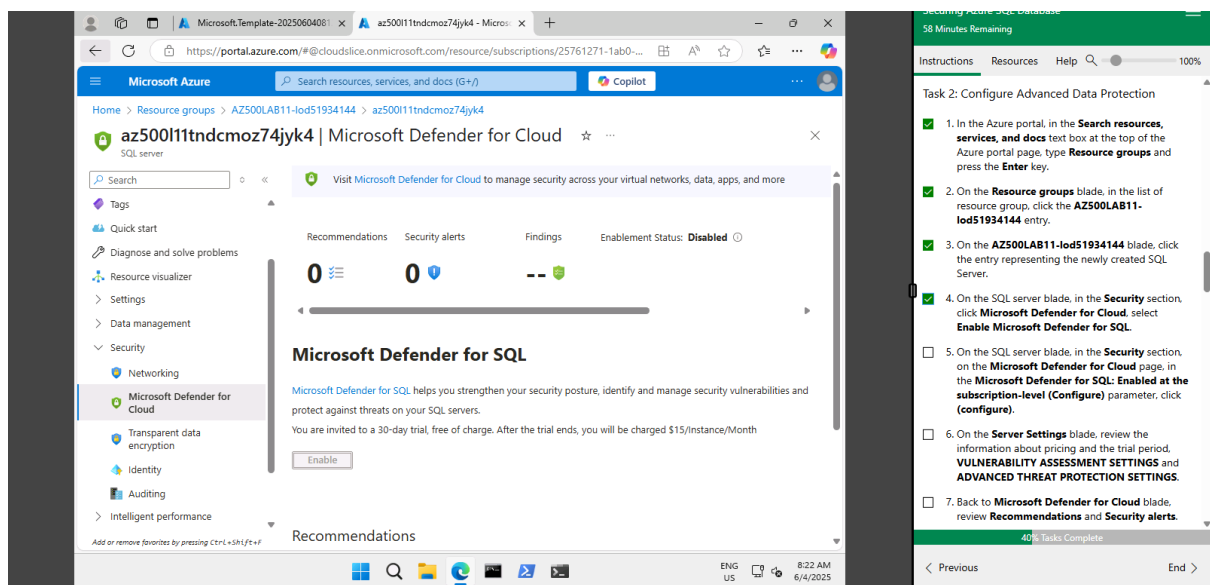 Microsoft.Template-20250604081
az500l11tndcmoz74jyk4 - Micros
https://portal.azure.com/#@cloudslice.onmicrosoft.com/resource/subscriptions/25761271-1ab0-...
Microsoft Azure
Search resources, services, and docs (G+/)
Copilot
Home > Resource groups > AZ500LAB11-lod51934144 > az500l11tndcmoz74jyk4
az500l11tndcmoz74jyk4 | Microsoft Defender for Cloud
SQL server
Search
Tags
Quick start
Diagnose and solve problems
Resource visualizer
Settings
Data management
Security
Networking
Microsoft Defender for
Cloud
Transparent data
encryption
Identity
Auditing
Intelligent performance
Add or remove favorites by pressing Ctrl+Shift+F
Visit Microsoft Defender for Cloud to manage security across your virtual networks, data, apps, and more
Recommendations
0
Security alerts
0
Findings
--
Enablement Status: Disabled
Microsoft Defender for SQL
Microsoft Defender for SQL helps you strengthen your security posture, identify and manage security vulnerabilities and
protect against threats on your SQL servers.
You are invited to a 30-day trial, free of charge. After the trial ends, you will be charged $15/Instance/Month
Enable
Recommendations
ENG
US
8:22 AM
6/4/2025
Securing Azure SQL Database
58 Minutes Remaining
Instructions
Resources
Help
100%
Task 2: Configure Advanced Data Protection
1. In the Azure portal, in the Search resources,
services, and docs text box at the top of the
Azure portal page, type Resource groups and
press the Enter key.
2. On the Resource groups blade, in the list of
resource group, click the AZ500LAB11-
lod51934144 entry.
3. On the AZ500LAB11-lod51934144 blade, click
the entry representing the newly created SQL
Server.
4. On the SQL server blade, in the Security section,
click Microsoft Defender for Cloud, select
Enable Microsoft Defender for SQL.
5. On the SQL server blade, in the Security section,
on the Microsoft Defender for Cloud page, in
the Microsoft Defender for SQL: Enabled at the
subscription-level (Configure) parameter, click
(configure).
6. On the Server Settings blade, review the
information about pricing and the trial period,
VULNERABILITY ASSESSMENT SETTINGS and
ADVANCED THREAT PROTECTION SETTINGS.
7. Back to Microsoft Defender for Cloud blade,
review Recommendations and Security alerts.
40% Tasks Complete
Previous
End